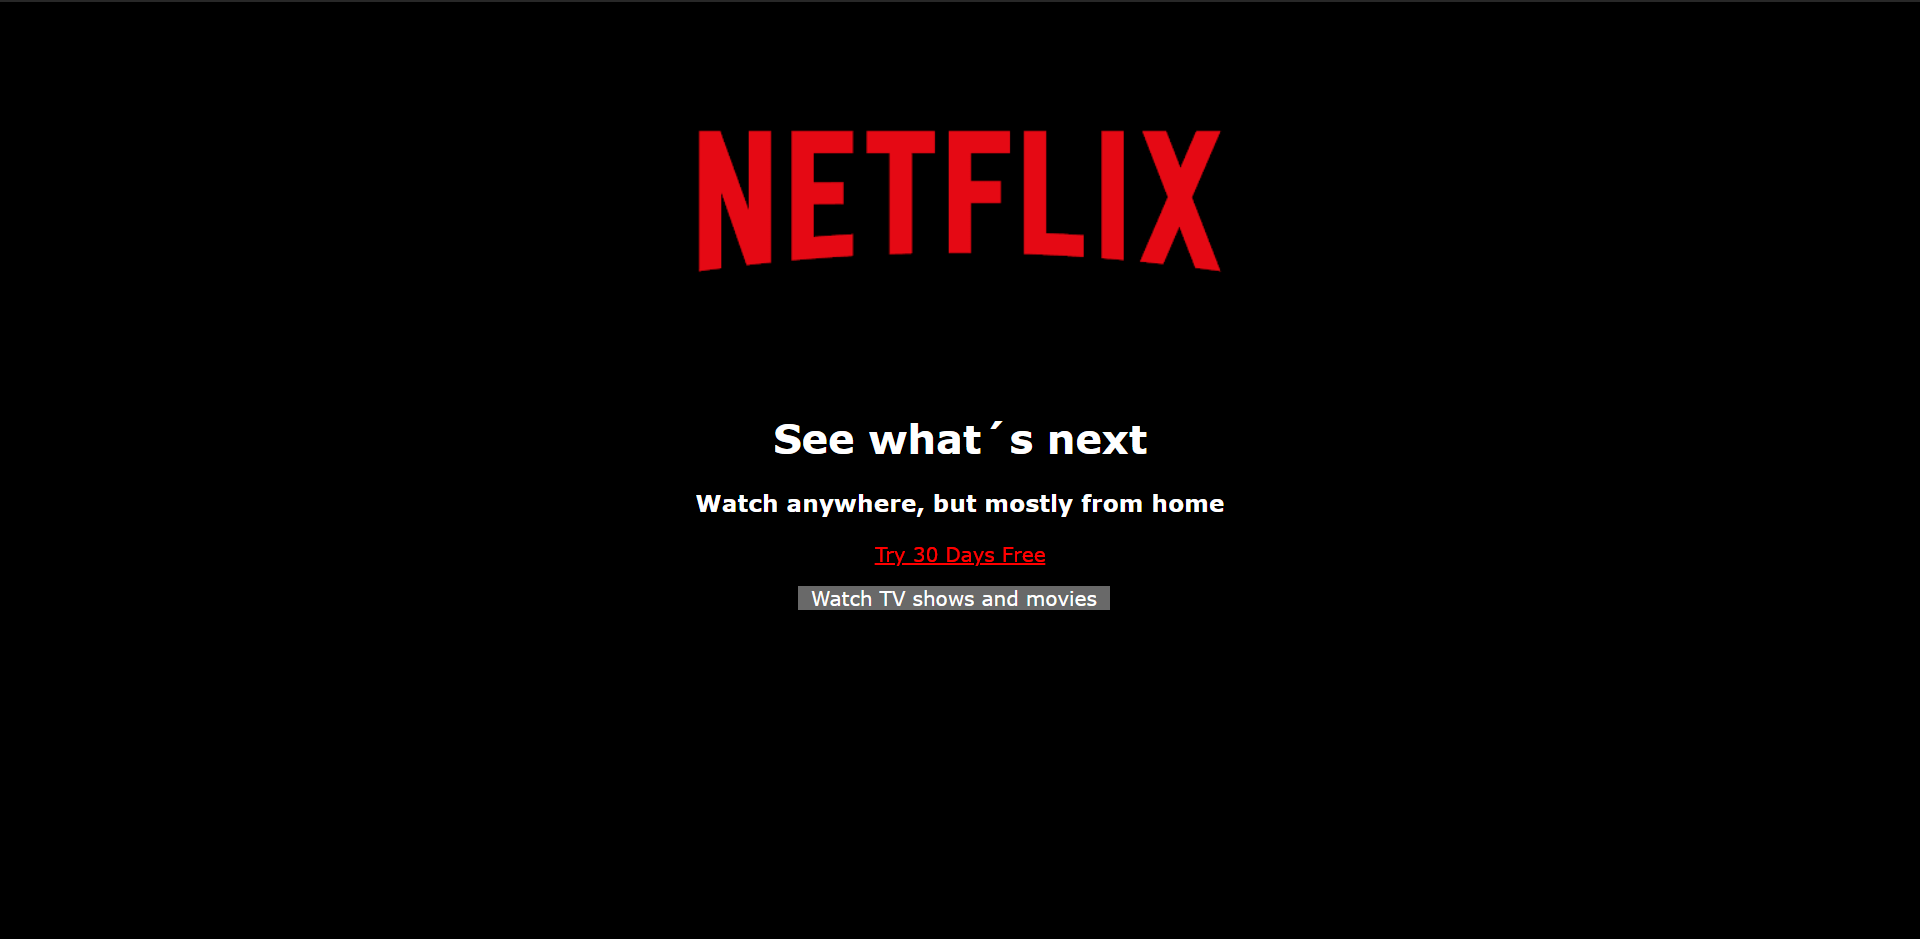 NETFLIX
See what´s next
Watch anywhere, but mostly from home
Try 30 Days Free
Watch TV shows and movies